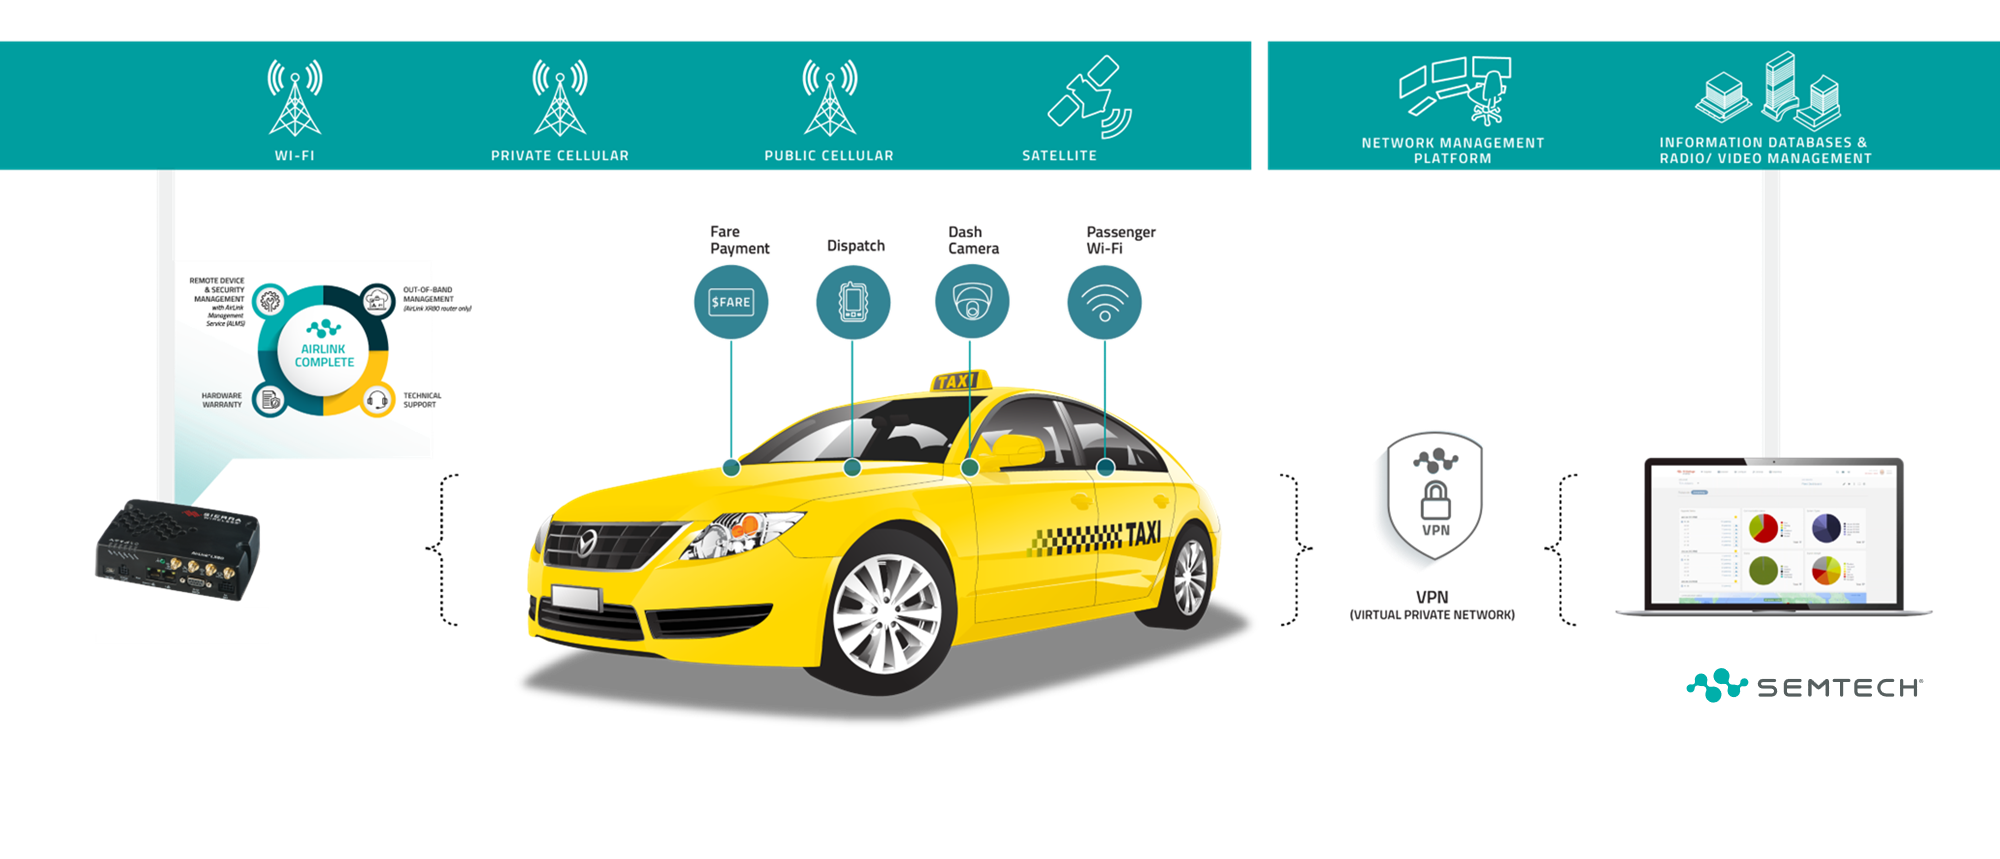 WI-FI
PRIVATE CELLULAR
PUBLIC CELLULAR
SATELLITE
NETWORK MANAGEMENT
PLATFORM
INFORMATION DATABASES &
RADIO/ VIDEO MANAGEMENT
Fare
Payment
Dispatch
Dash
Camera
Passenger
Wi-Fi
$FARE
REMOTE DEVICE
& SECURITY
MANAGEMENT
with AirLink
Management
Service (ALMS)
OUT-OF-BAND
MANAGEMENT
(AirLink XR80 router only)
AIRLINK
COMPLETE
HARDWARE
WARRANTY
TECHNICAL
SUPPORT
SIERRA
WIRELESS
TAXI
TAXI
VPN
VPN
(VIRTUAL PRIVATE NETWORK)
SEMTECH®